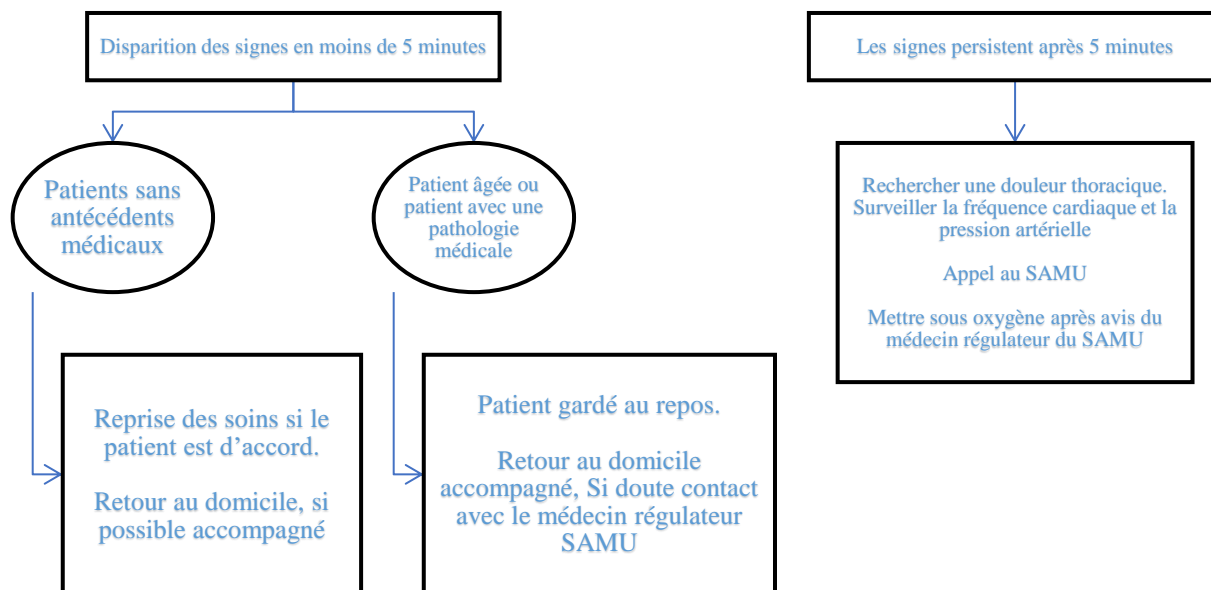 Disparition des signes en moins de 5 minutes
Les signes persistent après 5 minutes
Patients sans
antécédents
médicaux
Patient âgée ou
patient avec une
pathologie
médicale
Rechercher une douleur thoracique.
Surveiller la fréquence cardiaque et la
pression artérielle
Appel au SAMU
Mettre sous oxygène après avis du
médecin régulateur du SAMU
Reprise des soins si le
patient est d’accord.
Retour au domicile, si
possible accompagné
Patient gardé au repos.
Retour au domicile
accompagné, Si doute contact
avec le médecin régulateur
SAMU